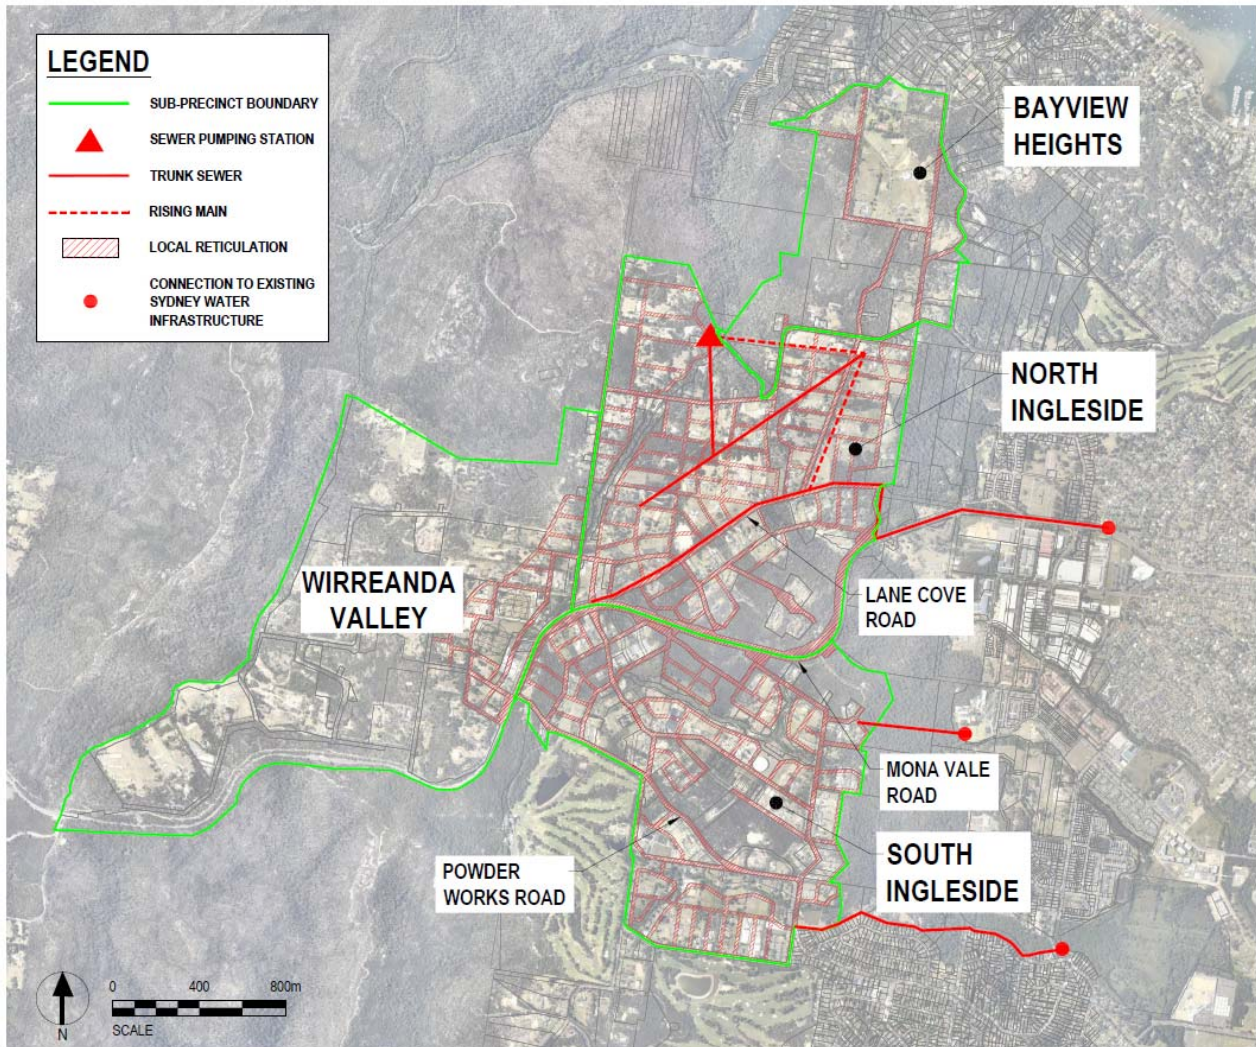 LEGEND
SUB-PRECINCT BOUNDARY
SEWER PUMPING STATION
TRUNK SEWER
RISING MAIN
LOCAL RETICULATION
CONNECTION TO EXISTING
SYDNEY WATER
INFRASTRUCTURE
BAYVIEW
HEIGHTS
NORTH
INGLESIDE
WIRREANDA
VALLEY
LANE COVE
ROAD
MONA VALE
ROAD
SOUTH
INGLESIDE
POWDER
WORKS ROAD
0 400 800m
SCALE
N